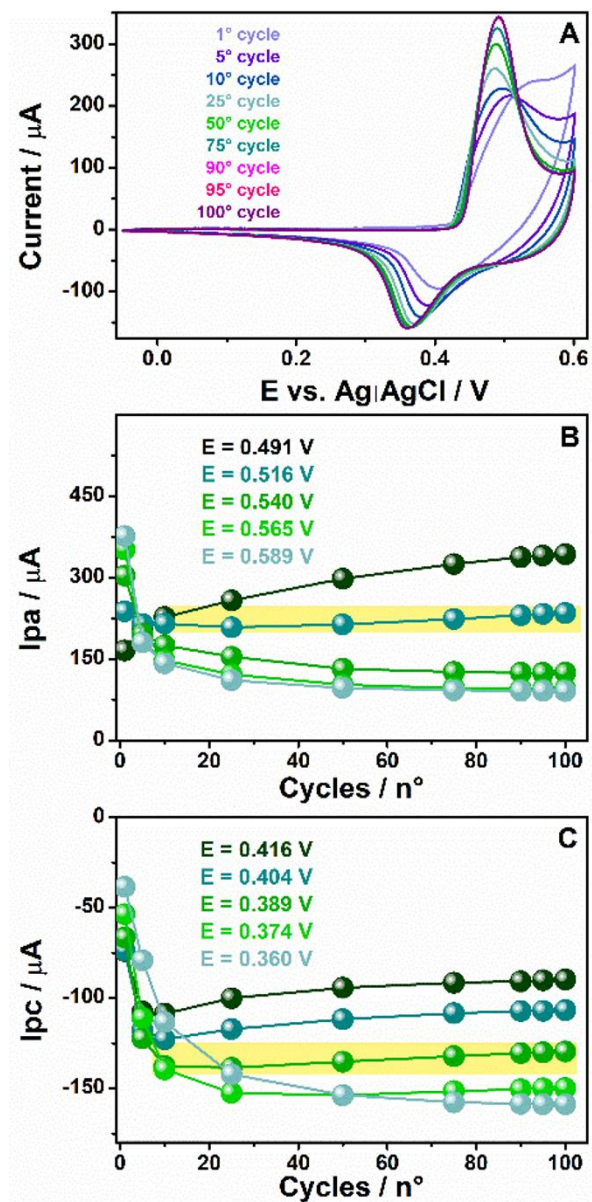 A
1° cycle
5° cycle
10° cycle
25° cycle
50° cycle
75° cycle
90° cycle
95° cycle
100° cycle
300
200
100
0
-100
Current / µA
0.0 0.2 0.4 0.6
E vs. Ag|AgCl / V
B
E = 0.491 V
E = 0.516 V
E = 0.540 V
E = 0.565 V
E = 0.589 V
450
300
150
0
Ipa / µA
0 20 40 60 80 100
Cycles / n°
C
E = 0.416 V
E = 0.404 V
E = 0.389 V
E = 0.374 V
E = 0.360 V
0
-50
-100
-150
Ipc / µA
0 20 40 60 80 100
Cycles / n°